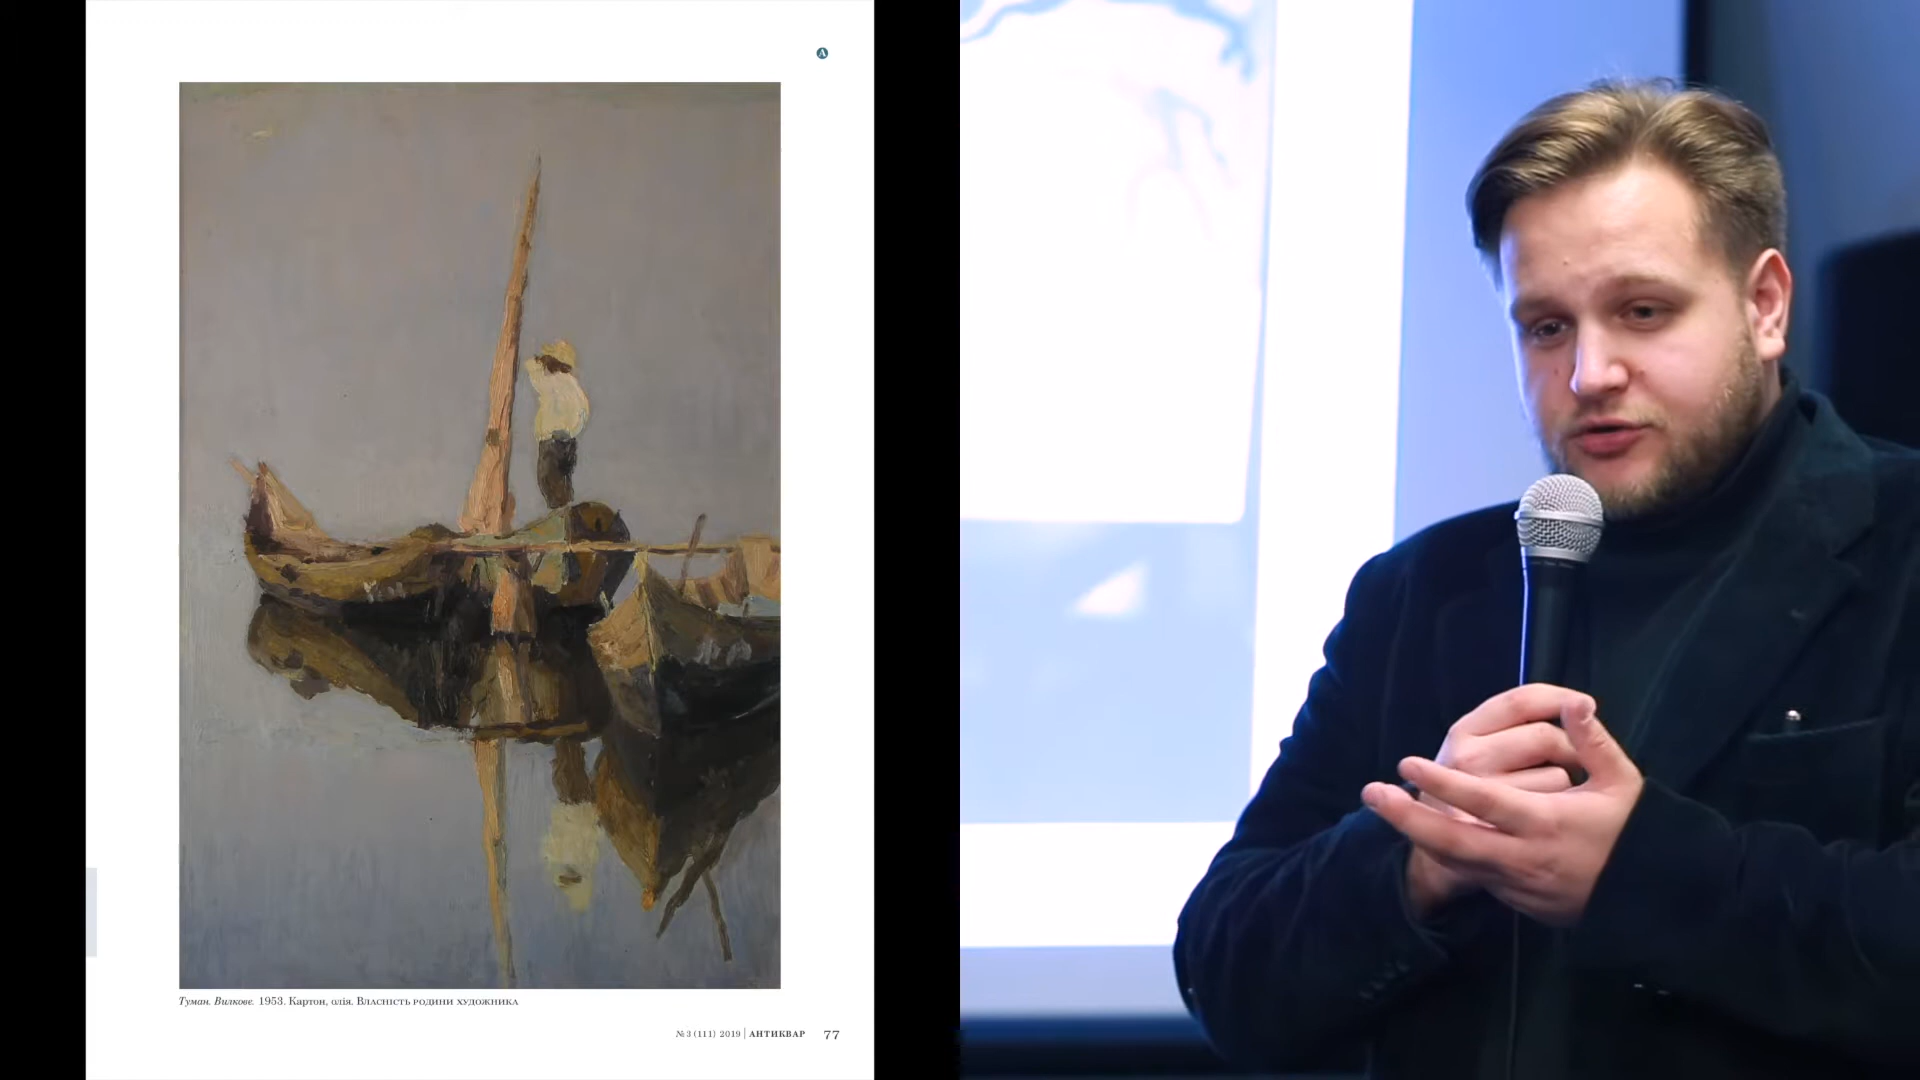 A
Туман. Вилкове. 1953. Картон, олія. Власність родини художника
№ 3 (111) 2019 | АНТИКВАР 77